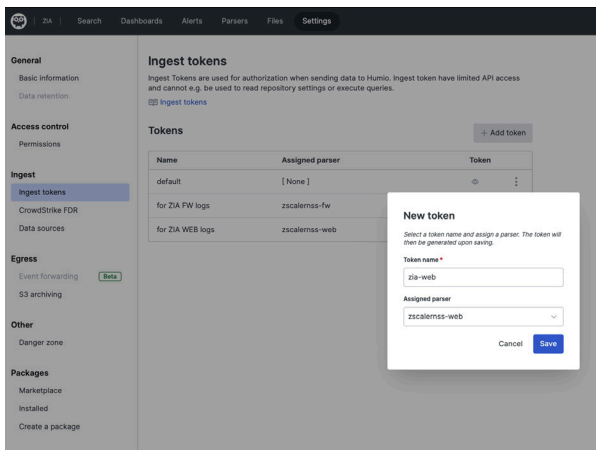 ZIA Search Dashboards Alerts Parsers Files Settings
General
Basic information
Data retention
Access control
Permissions
Ingest
Ingest tokens
CrowdStrike FDR
Data sources
Egress
Event forwarding Beta
S3 archiving
Other
Danger zone
Packages
Marketplace
Installed
Create a package
Ingest tokens
Ingest Tokens are used for authorization when sending data to Humio. Ingest token have limited API access
and cannot e.g. be used to read repository settings or execute queries.
Ingest tokens
Tokens
+ Add token
Name Assigned parser Token
default [ None ]
for ZIA FW logs zscalernss-fw
for ZIA WEB logs zscalernss-web
New token
Select a token name and assign a parser. The token will
then be generated upon saving.
Token name *
zia-web
Assigned parser
zscalernss-web
Cancel Save